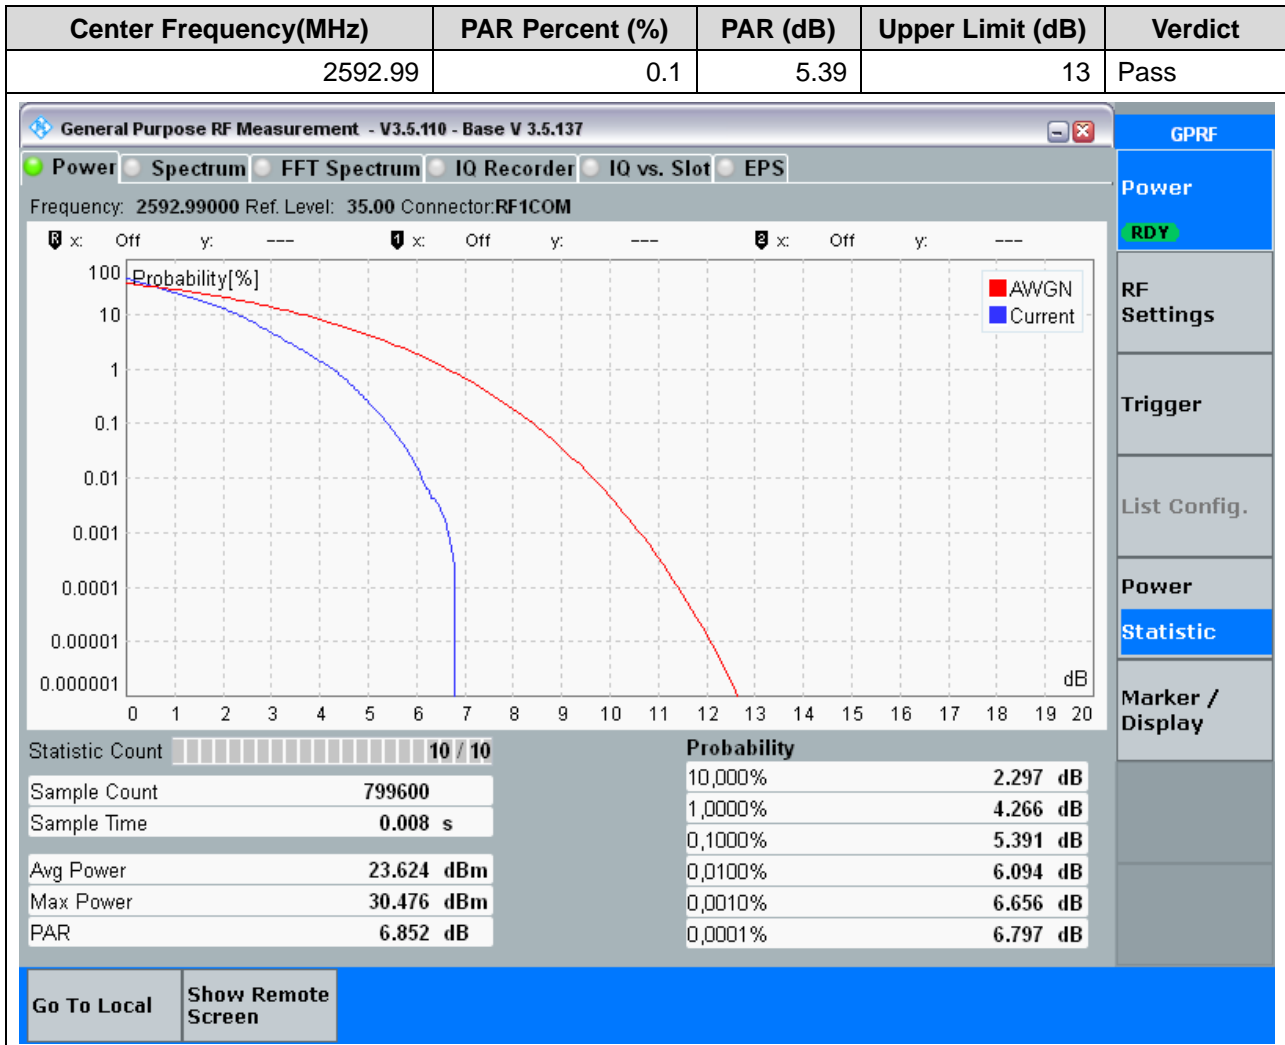 Center Frequency(MHz) PAR Percent (%) PAR (dB) Upper Limit (dB) Verdict
2592.99 0.1 5.39 13 Pass
General Purpose RF Measurement - V3.5.110 - Base V 3.5.137
GPRF
Power Spectrum FFT Spectrum IQ Recorder IQ vs. Slot EPS
Frequency: 2592.99000 Ref. Level: 35.00 Connector:RF1COM
R x: Off y: --- 1 x: Off y: --- 2 x: Off y: ---
Probability[%]
AWGN
Current
100
10
1
0.1
0.01
0.001
0.0001
0.00001
0.000001
dB
0 1 2 3 4 5 6 7 8 9 10 11 12 13 14 15 16 17 18 19 20
Statistic Count 10 / 10
Sample Count 799600
Sample Time 0.008 s
Avg Power 23.624 dBm
Max Power 30.476 dBm
PAR 6.852 dB
Probability
10,000% 2.297 dB
1,0000% 4.266 dB
0,1000% 5.391 dB
0,0100% 6.094 dB
0,0010% 6.656 dB
0,0001% 6.797 dB
Power
RDY
RF
Settings
Trigger
List Config.
Power
Statistic
Marker /
Display
Go To Local
Show Remote
Screen